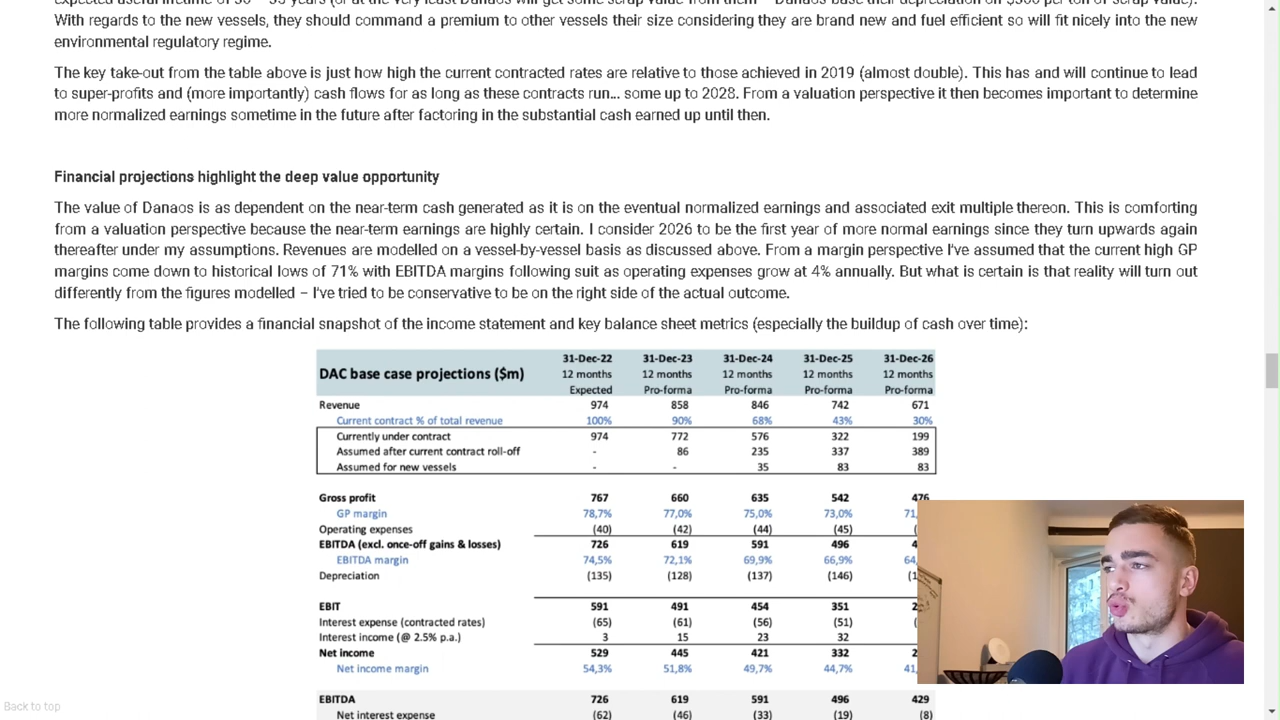 With regards to the new vessels, they should command a premium to other vessels their size considering they are brand new and fuel efficient so will fit nicely into the new
environmental regulatory regime.
The key take-out from the table above is just how high the current contracted rates are relative to those achieved in 2019 (almost double). This has and will continue to lead
to super-profits and (more importantly) cash flows for as long as these contracts run... some up to 2028. From a valuation perspective it then becomes important to determine
more normalized earnings sometime in the future after factoring in the substantial cash earned up until then.
Financial projections highlight the deep value opportunity
The value of Danaos is as dependent on the near-term cash generated as it is on the eventual normalized earnings and associated exit multiple thereon. This is comforting
from a valuation perspective because the near-term earnings are highly certain. I consider 2026 to be the first year of more normal earnings since they turn upwards again
thereafter under my assumptions. Revenues are modelled on a vessel-by-vessel basis as discussed above. From a margin perspective I've assumed that the current high GP
margins come down to historical lows of 71% with EBITDA margins following suit as operating expenses grow at 4% annually. But what is certain is that reality will turn out
differently from the figures modelled – I've tried to be conservative to be on the right side of the actual outcome.
The following table provides a financial snapshot of the income statement and key balance sheet metrics (especially the buildup of cash over time):
31-Dec-22 31-Dec-23 31-Dec-24 31-Dec-25 31-Dec-26
DAC base case projections ($m) 12 months 12 months 12 months 12 months 12 months
Expected Pro-forma Pro-forma Pro-forma Pro-forma
Revenue 974 858 846 742 671
Current contract % of total revenue 100% 90% 68% 43% 30%
Currently under contract 974 772 576 322 199
Assumed after current contract roll-off - 86 235 337 389
Assumed for new vessels - - 35 83 83
Gross profit 767 660 635 542 476
GP margin 78,7% 77,0% 75,0% 73,0% 71,
Operating expenses (40) (42) (44) (45) (
EBITDA (excl. once-off gains & losses) 726 619 591 496 4
EBITDA margin 74,5% 72,1% 69,9% 66,9% 64,
Depreciation (135) (128) (137) (146) (1
EBIT 591 491 454 351 2
Interest expense (contracted rates) (65) (61) (56) (51) (
Interest income (@ 2.5% p.a.) 3 15 23 32
Net income 529 445 421 332 2
Net income margin 54,3% 51,8% 49,7% 44,7% 41,
EBITDA 726 619 591 496 429
Net interest expense (62) (46) (33) (19) (8)
Back to top